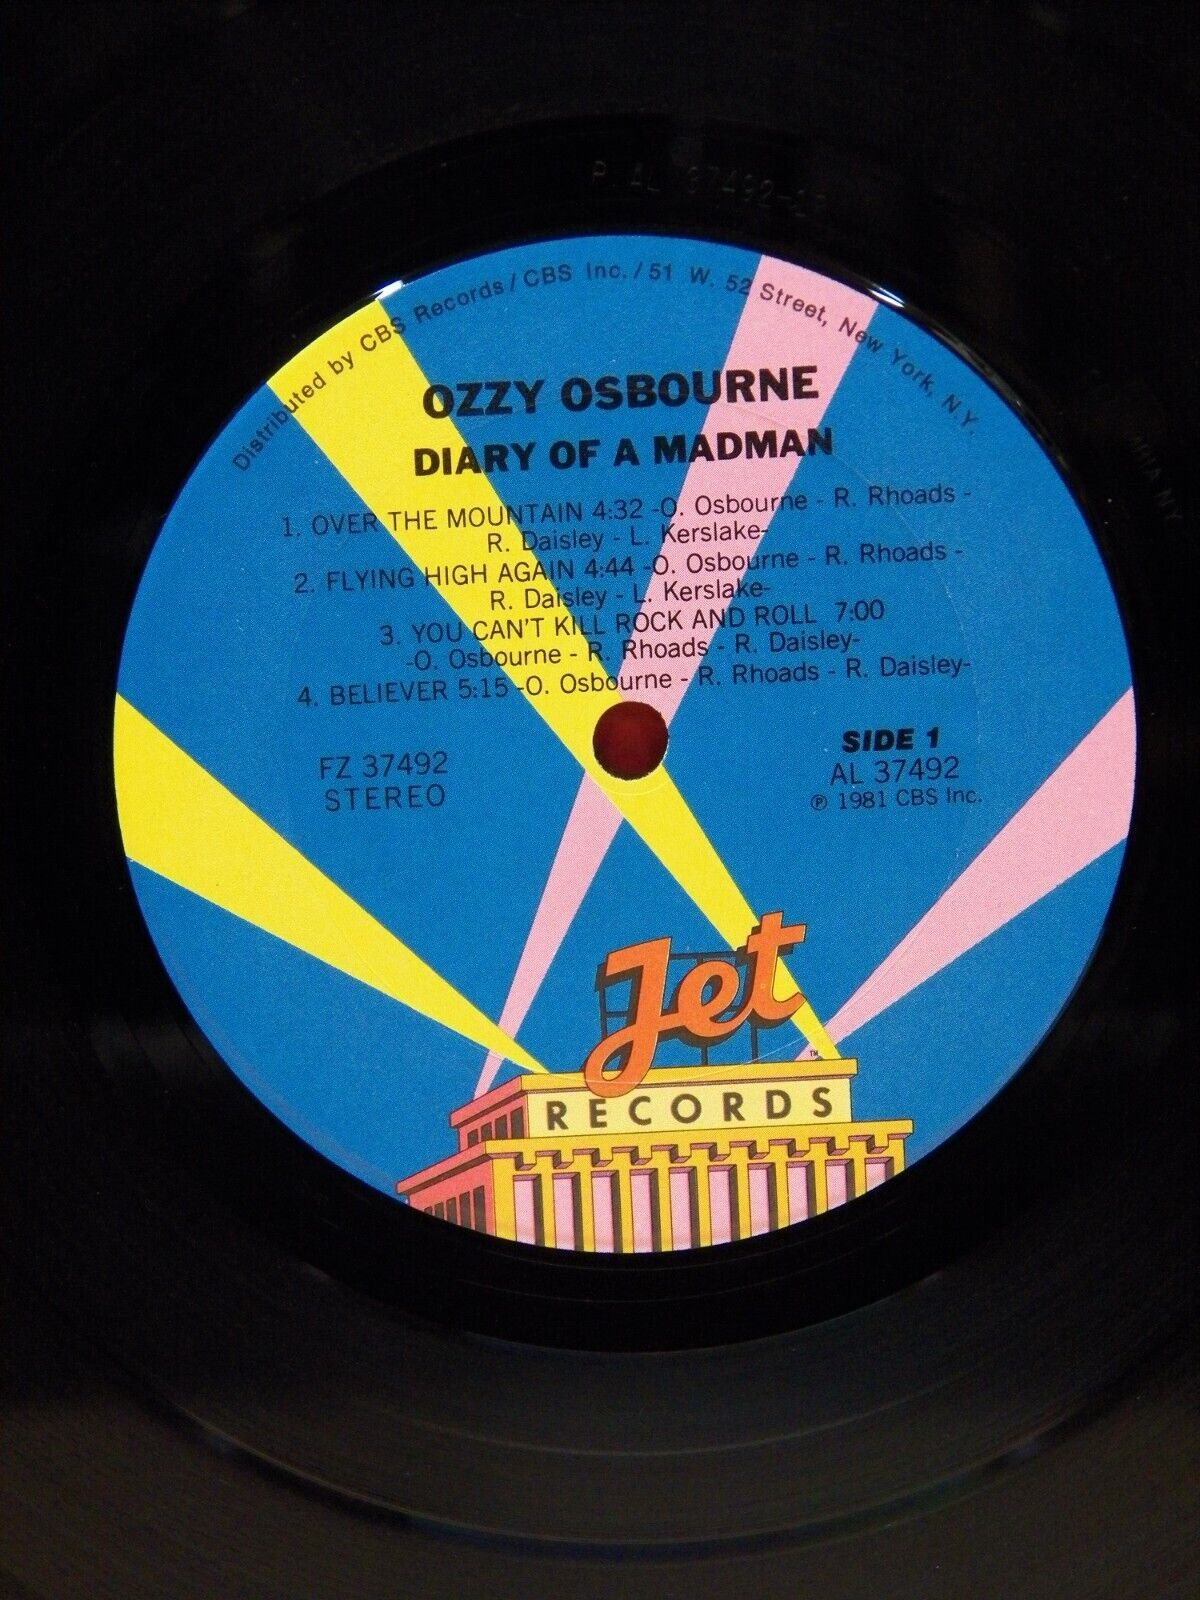 P. AL 37492-
Distributed by CBS Records / CBS Inc. / 51 W. 52 Street, New York, N.Y.
OZZY OSBOURNE
DIARY OF A MADMAN
1. OVER THE MOUNTAIN 4:32 -O. Osbourne - R. Rhoads -
R. Daisley - L. Kerslake-
2. FLYING HIGH AGAIN 4:44 -O. Osbourne - R. Rhoads -
R. Daisley - L. Kerslake-
3. YOU CAN'T KILL ROCK AND ROLL 7:00
-O. Osbourne - R. Rhoads - R. Daisley-
4. BELIEVER 5:15 -O. Osbourne - R. Rhoads - R. Daisley-
FZ 37492
STEREO
SIDE 1
AL 37492
℗ 1981 CBS Inc.
Jet
™
RECORDS